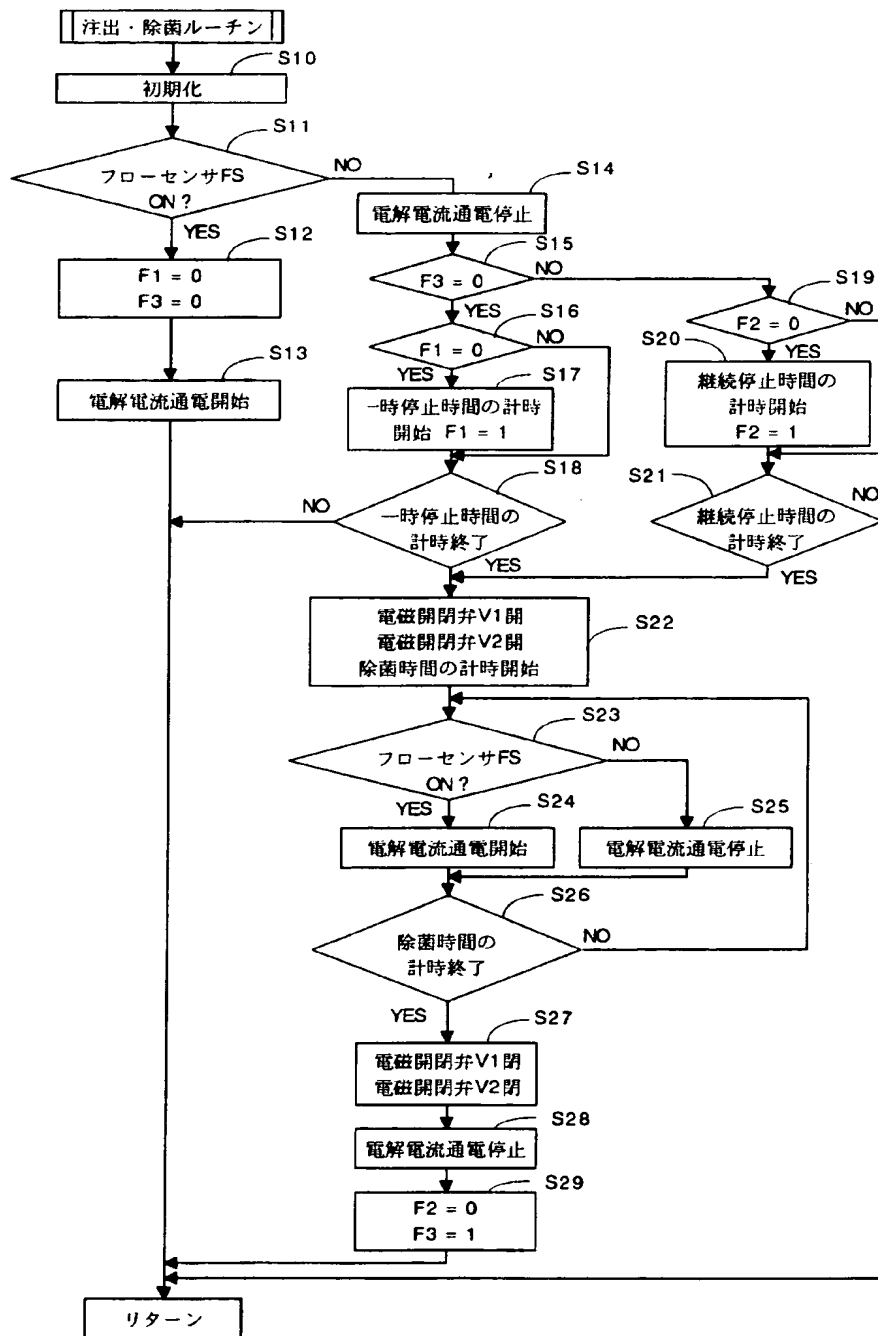 注出・除菌ルーチン
S10
初期化
S11
フローセンサFS
ON?
NO
YES
S12
F1 = 0
F3 = 0
S13
電解電流通電開始
S14
電解電流通電停止
S15
F3 = 0
NO
YES
S16
F1 = 0
NO
YES
S17
一時停止時間の計時
開始 F1 = 1
S18
一時停止時間の
計時終了
NO
YES
S19
F2 = 0
NO
YES
S20
継続停止時間の
計時開始
F2 = 1
S21
継続停止時間の
計時終了
NO
YES
S22
電磁開閉弁V1開
電磁開閉弁V2開
除菌時間の計時開始
S23
フローセンサFS
ON?
NO
YES
S24
電解電流通電開始
S25
電解電流通電停止
S26
除菌時間の
計時終了
NO
YES
S27
電磁開閉弁V1閉
電磁開閉弁V2閉
S28
電解電流通電停止
S29
F2 = 0
F3 = 1
リターン